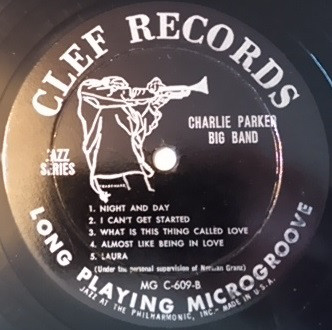 CLEF RECORDS
CHARLIE PARKER
BIG BAND
JAZZ
SERIES
1. NIGHT AND DAY
2. I CAN'T GET STARTED
3. WHAT IS THIS THING CALLED LOVE
4. ALMOST LIKE BEING IN LOVE
5. LAURA
(Under the personal supervision of Norman Granz)
MG C-609-B
LONG PLAYING MICROGROOVE
JAZZ AT THE PHILHARMONIC, INC.- MADE IN U.S.A.